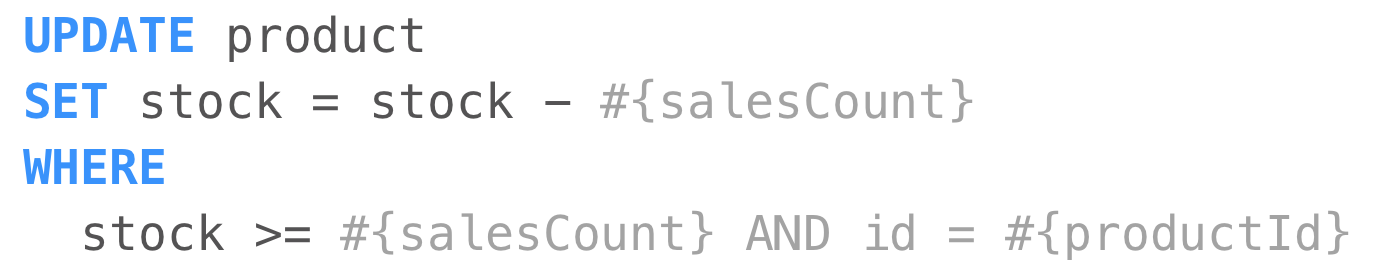 UPDATE product
SET stock = stock - #{salesCount}
WHERE
  stock >= #{salesCount} AND id = #{productId}